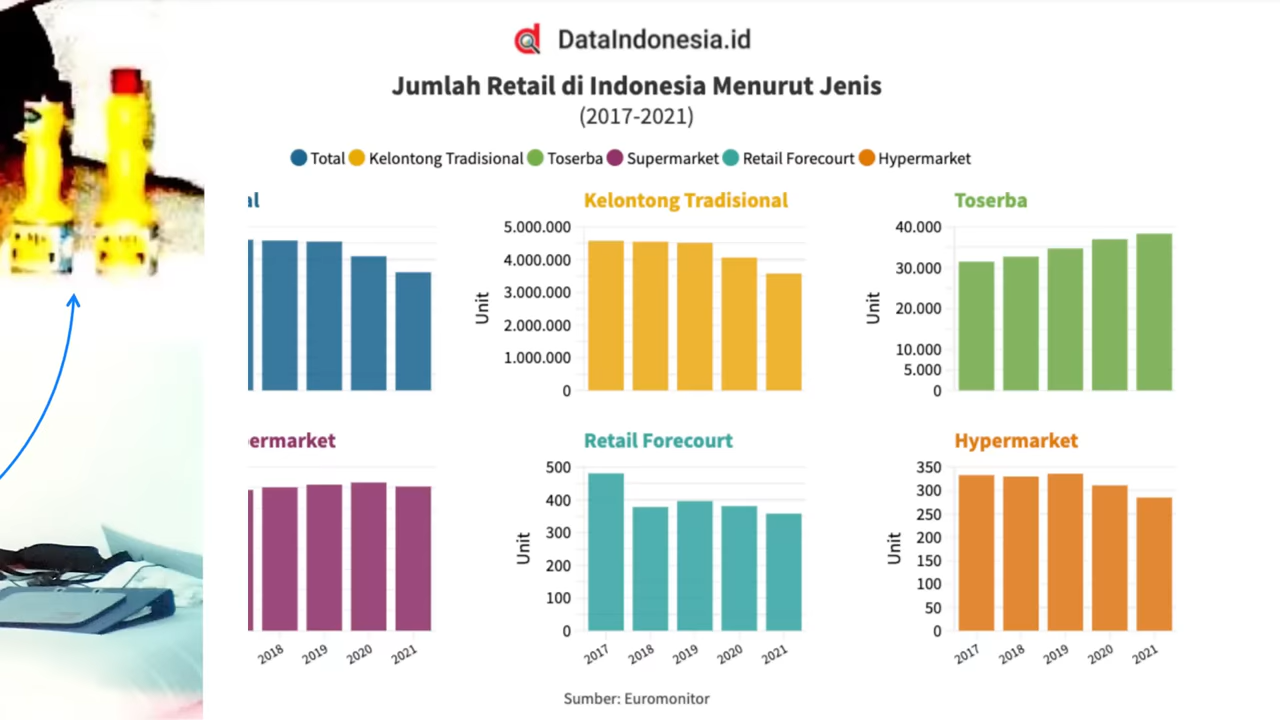 DataIndonesia.id
Jumlah Retail di Indonesia Menurut Jenis
(2017-2021)
Total Kelontong Tradisional Toserba Supermarket Retail Forecourt Hypermarket
al
Kelontong Tradisional
Unit
5.000.000
4.000.000
3.000.000
2.000.000
1.000.000
0
Toserba
Unit
40.000
30.000
20.000
10.000
5.000
0
ermarket
2018 2019 2020 2021
Retail Forecourt
Unit
500
400
300
200
100
0
2017 2018 2019 2020 2021
Hypermarket
Unit
350
300
250
200
150
100
50
0
2017 2018 2019 2020 2021
Sumber: Euromonitor